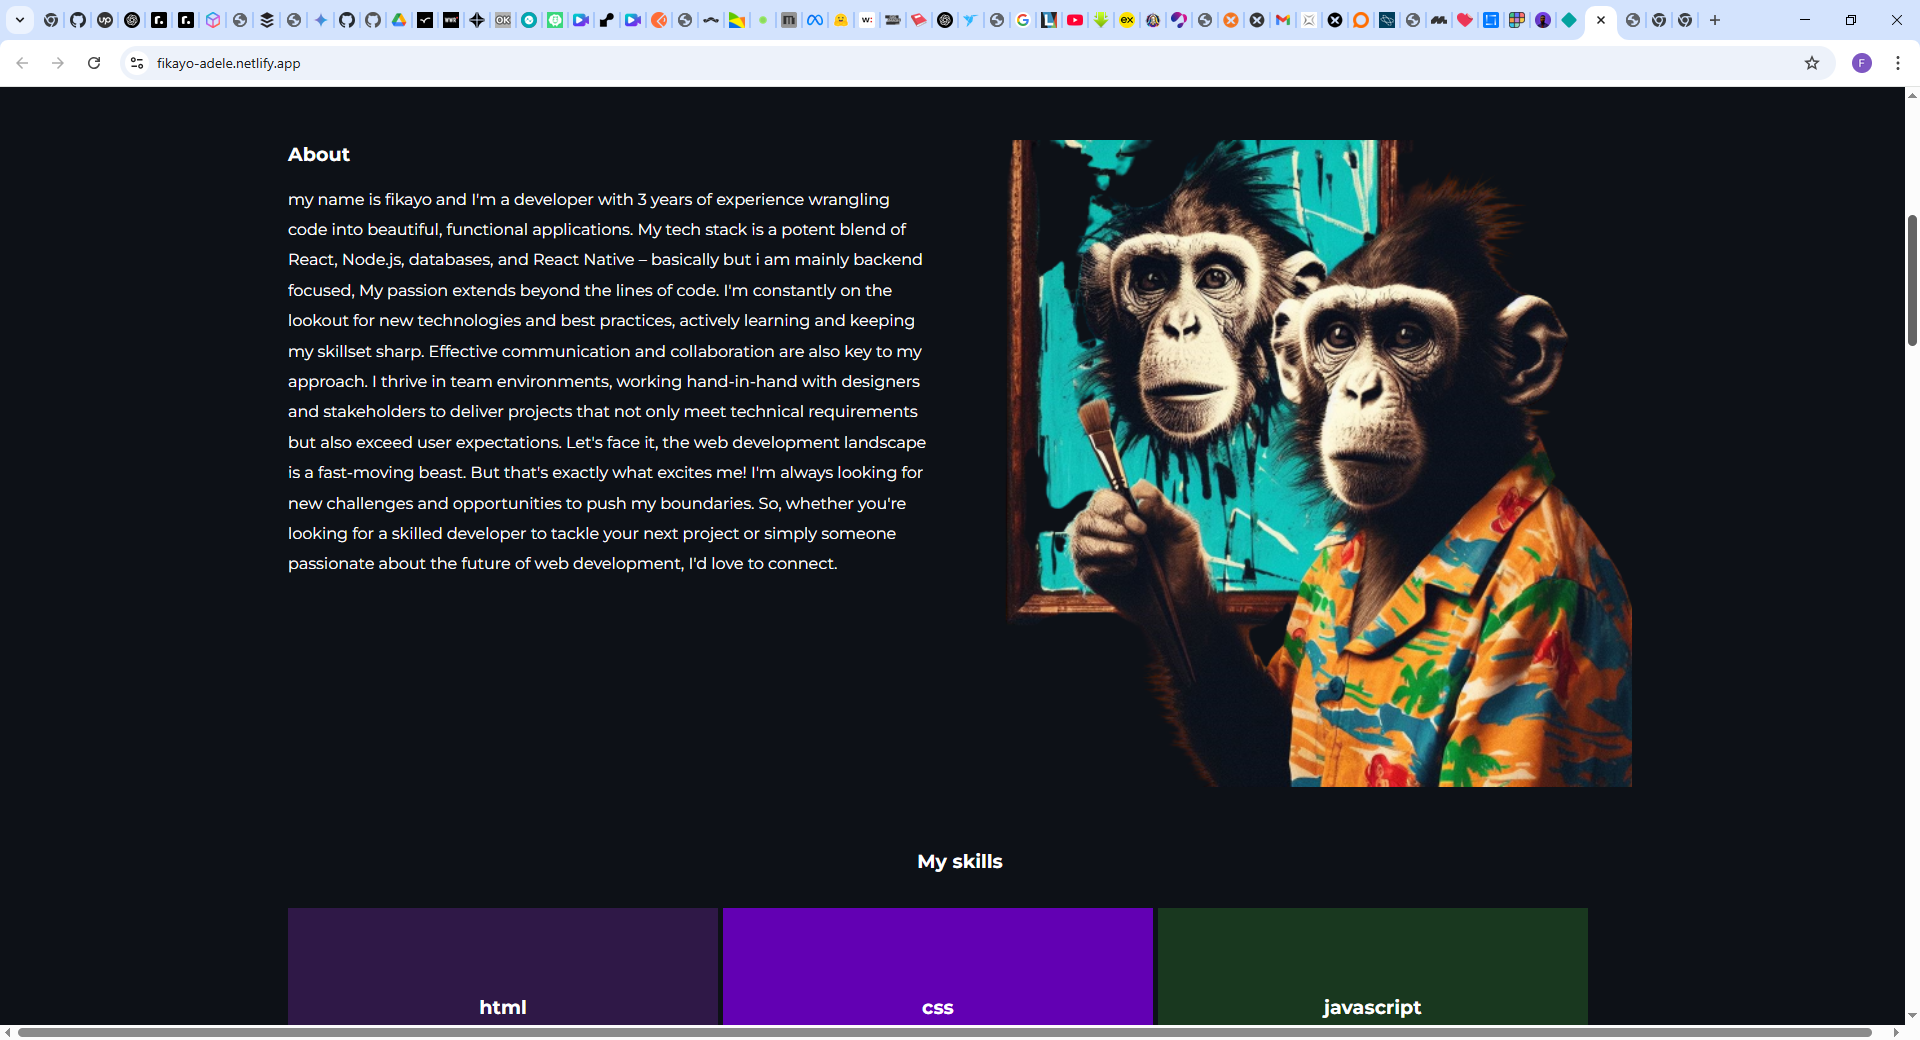 fikayo-adele.netlify.app
F
About
my name is fikayo and I'm a developer with 3 years of experience wrangling
code into beautiful, functional applications. My tech stack is a potent blend of
React, Node.js, databases, and React Native – basically but i am mainly backend
focused, My passion extends beyond the lines of code. I'm constantly on the
lookout for new technologies and best practices, actively learning and keeping
my skillset sharp. Effective communication and collaboration are also key to my
approach. I thrive in team environments, working hand-in-hand with designers
and stakeholders to deliver projects that not only meet technical requirements
but also exceed user expectations. Let's face it, the web development landscape
is a fast-moving beast. But that's exactly what excites me! I'm always looking for
new challenges and opportunities to push my boundaries. So, whether you're
looking for a skilled developer to tackle your next project or simply someone
passionate about the future of web development, I'd love to connect.
My skills
html
css
javascript